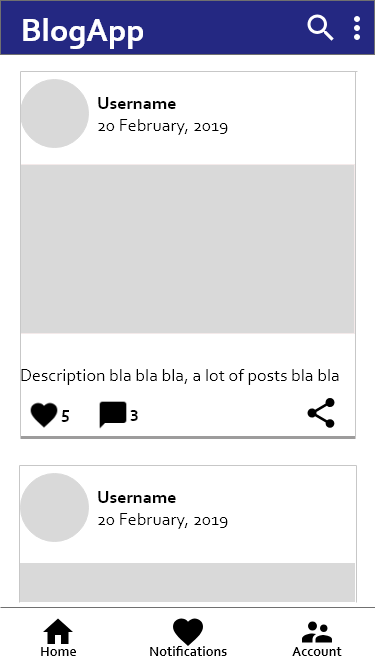 BlogApp
Username
20 February, 2019
Description bla bla bla, a lot of posts bla bla
5 3
Username
20 February, 2019
Home Notifications Account